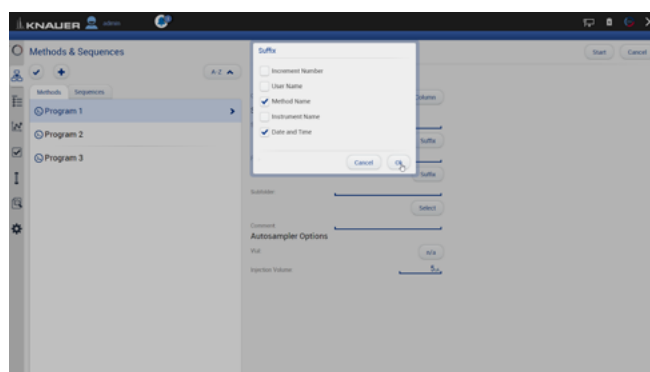 KNAUER admin
Methods & Sequences
Start Cancel
A-Z
Methods Sequences
Program 1
Program 2
Program 3
Suffix
Increment Number
User Name
Method Name
Instrument Name
Date and Time
Cancel Ok
Column
Suffix
Suffix
Subfolder
Select
Comment
Autosampler Options
Vial
n/a
Injection Volume